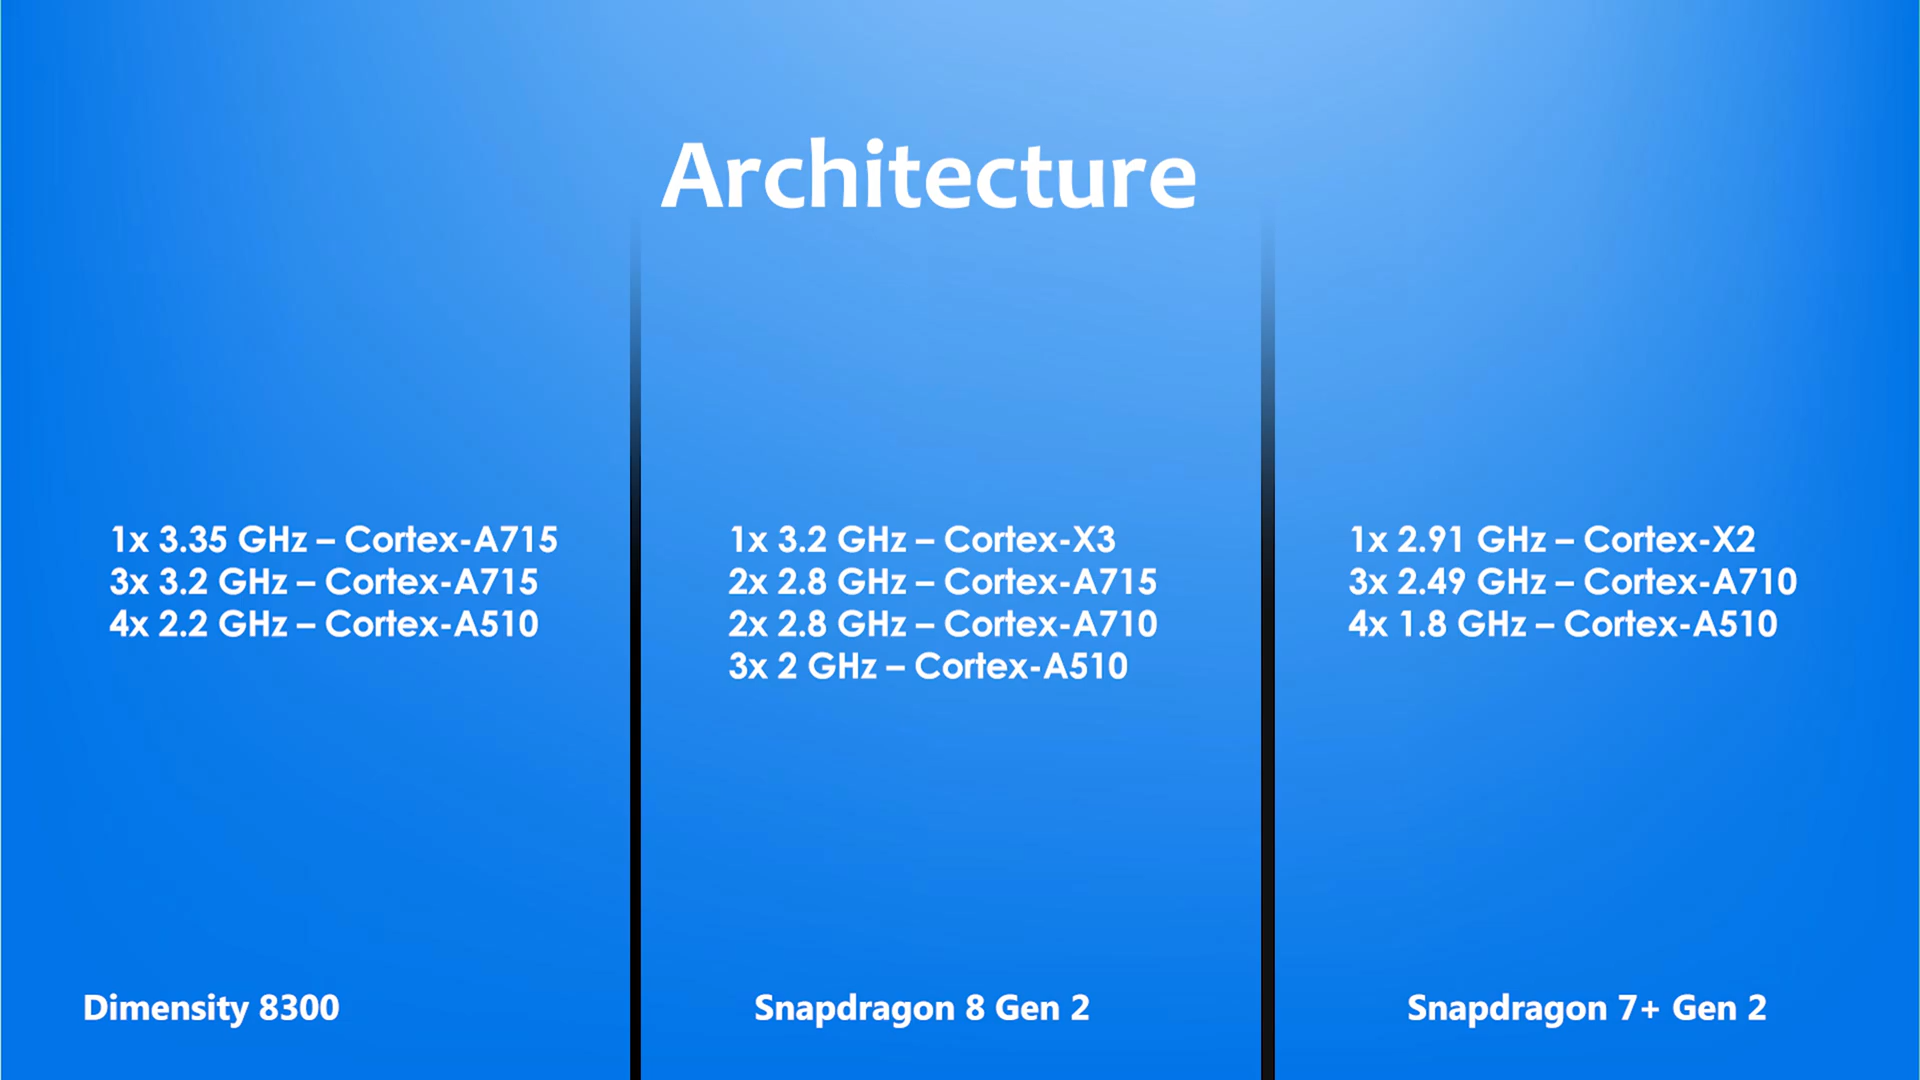 Architecture
1x 3.35 GHz – Cortex-A715
3x 3.2 GHz – Cortex-A715
4x 2.2 GHz – Cortex-A510
1x 3.2 GHz – Cortex-X3
2x 2.8 GHz – Cortex-A715
2x 2.8 GHz – Cortex-A710
3x 2 GHz – Cortex-A510
1x 2.91 GHz – Cortex-X2
3x 2.49 GHz – Cortex-A710
4x 1.8 GHz – Cortex-A510
Dimensity 8300
Snapdragon 8 Gen 2
Snapdragon 7+ Gen 2